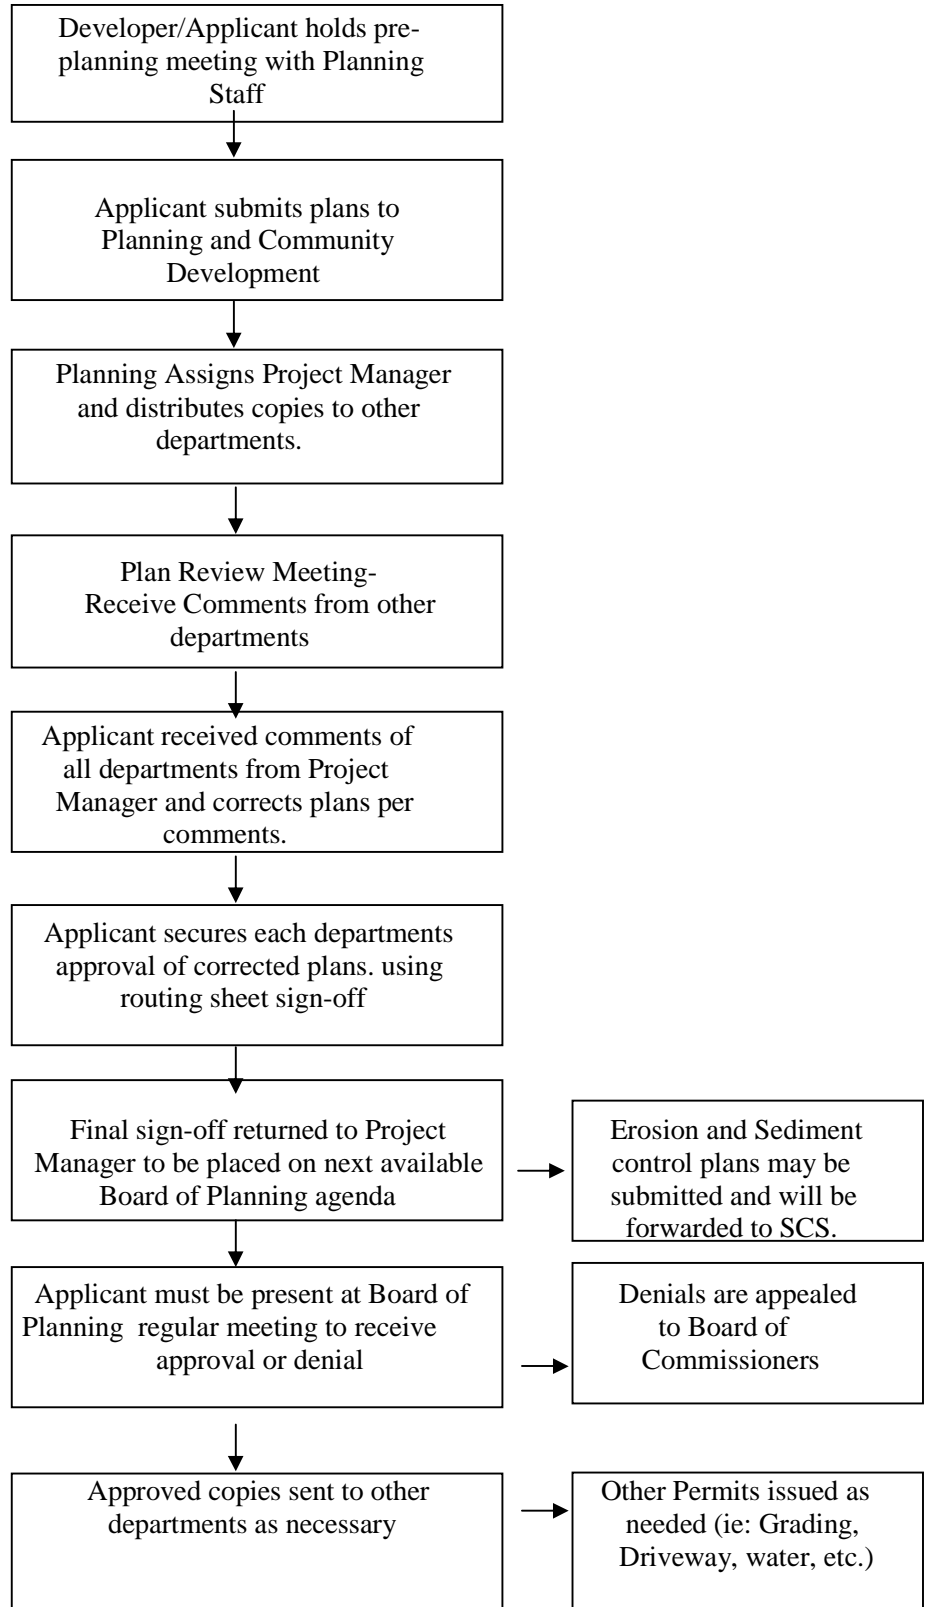 Developer/Applicant holds pre-
planning meeting with Planning
Staff
Applicant submits plans to
Planning and Community
Development
Planning Assigns Project Manager
and distributes copies to other
departments.
Plan Review Meeting-
Receive Comments from other
departments
Applicant received comments of
all departments from Project
Manager and corrects plans per
comments.
Applicant secures each departments
approval of corrected plans. using
routing sheet sign-off
Final sign-off returned to Project
Manager to be placed on next available
Board of Planning agenda
Erosion and Sediment
control plans may be
submitted and will be
forwarded to SCS.
Applicant must be present at Board of
Planning  regular meeting to receive
approval or denial
Denials are appealed
to Board of
Commissioners
Approved copies sent to other
departments as necessary
Other Permits issued as
needed (ie: Grading,
Driveway, water, etc.)